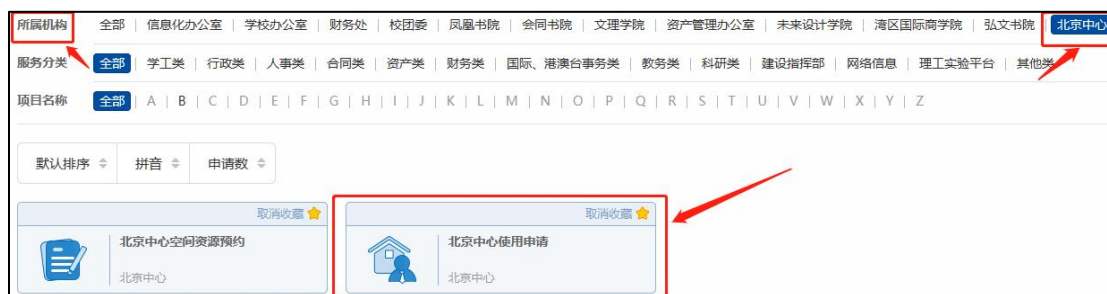 所属机构 全部 | 信息化办公室 | 学校办公室 | 财务处 | 校团委 | 凤凰书院 | 会同书院 | 文理学院 | 资产管理办公室 | 未来设计学院 | 湾区国际商学院 | 弘文书院 | 北京中心
服务分类 全部 | 学工类 | 行政类 | 人事类 | 合同类 | 资产类 | 财务类 | 国际、港澳台事务类 | 教务类 | 科研类 | 建设指挥部 | 网络信息 | 理工实验平台 | 其他类
项目名称 全部 | A | B | C | D | E | F | G | H | I | J | K | L | M | N | O | P | Q | R | S | T | U | V | W | X | Y | Z
默认排序 拼音 申请数
取消收藏 取消收藏
北京中心空间资源预约 北京中心使用申请
北京中心 北京中心